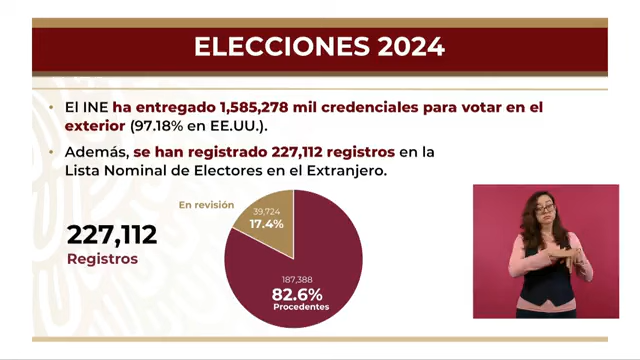 ELECCIONES 2024
• El INE ha entregado 1,585,278 mil credenciales para votar en el
exterior (97.18% en EE.UU.).
• Además, se han registrado 227,112 registros en la
Lista Nominal de Electores en el Extranjero.
En revisión
39,724
17.4%
227,112
Registros
187,388
82.6%
Procedentes